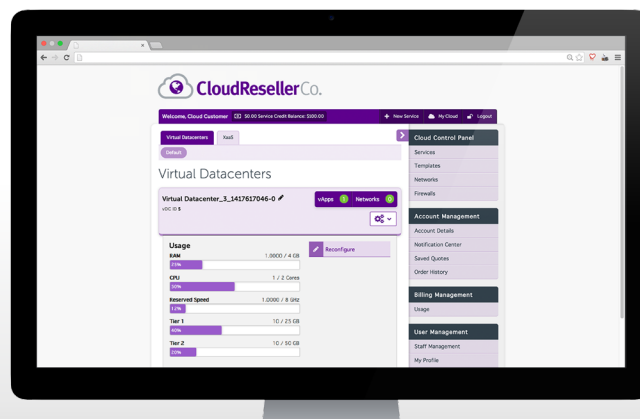 CloudResellerCo.
Welcome, Cloud Customer $0.00 Service Credit Balance: $100.00 New Service My Cloud Logout
Virtual Datacenters XaaS
Default
Virtual Datacenters
Virtual Datacenter_3_1417617046-0
vDC ID 5
vApps 1 Networks 0
Usage
Reconfigure
RAM 1.0000 / 4 GB
25%
CPU 1 / 2 Cores
50%
Reserved Speed 1.0000 / 8 GHz
12%
Tier 1 10 / 25 GB
40%
Tier 2 10 / 50 GB
20%
Cloud Control Panel
Services
Templates
Networks
Firewalls
Account Management
Account Details
Notification Center
Saved Quotes
Order History
Billing Management
Usage
User Management
Staff Management
My Profile